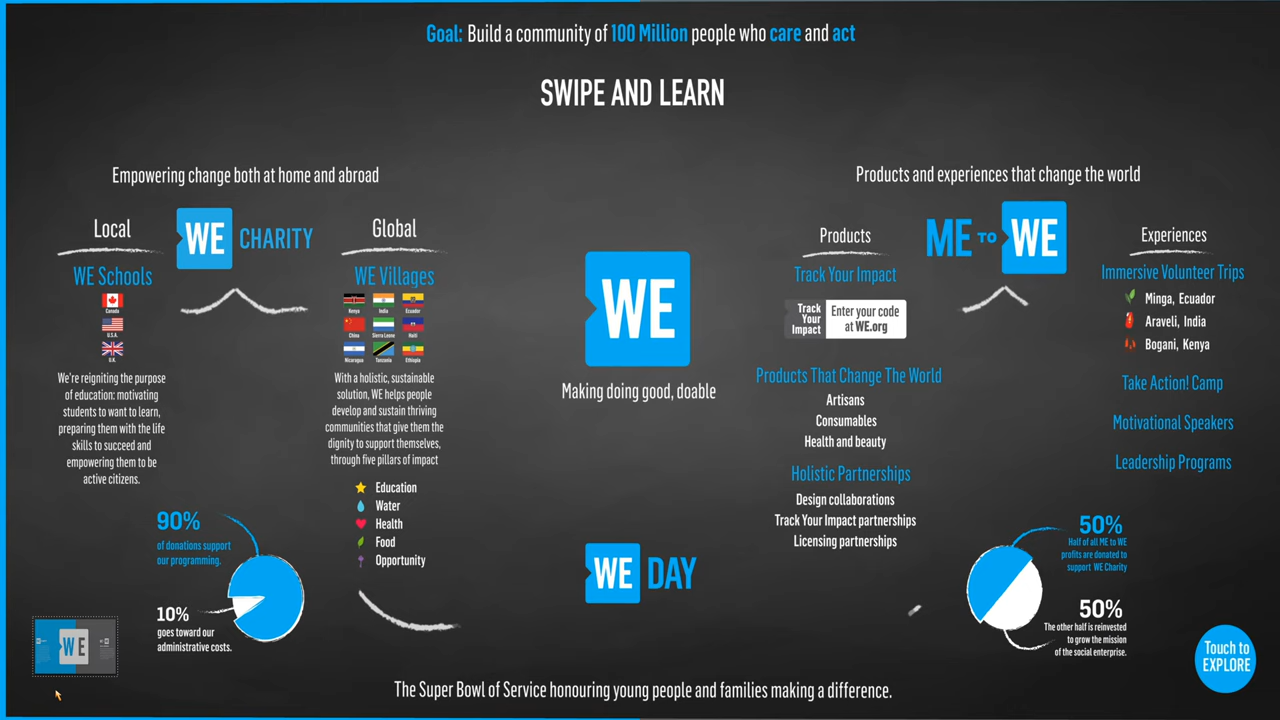 Goal: Build a community of 100 Million people who care and act
SWIPE AND LEARN
Empowering change both at home and abroad
Local
WE CHARITY
Global
WE Schools
Canada
U.S.A.
U.K.
We're reigniting the purpose
of education: motivating
students to want to learn,
preparing them with the life
skills to succeed and
empowering them to be
active citizens.
WE Villages
Kenya
India
Ecuador
China
Sierra Leone
Haiti
Nicaragua
Tanzania
Ethiopia
With a holistic, sustainable
solution, WE helps people
develop and sustain thriving
communities that give them the
dignity to support themselves,
through five pillars of impact
Education
Water
Health
Food
Opportunity
90%
of donations support
our programming.
10%
goes toward our
administrative costs.
WE
WE
Making doing good, doable
WE DAY
The Super Bowl of Service honouring young people and families making a difference.
Products and experiences that change the world
Products
ME TO WE
Experiences
Track Your Impact
Track
Your
Impact
Enter your code
at WE.org
Products That Change The World
Artisans
Consumables
Health and beauty
Holistic Partnerships
Design collaborations
Track Your Impact partnerships
Licensing partnerships
Immersive Volunteer Trips
Minga, Ecuador
Araveli, India
Bogani, Kenya
Take Action! Camp
Motivational Speakers
Leadership Programs
50%
Half of all ME to WE
profits are donated to
support WE Charity
50%
The other half is reinvested
to grow the mission
of the social enterprise.
Touch to
EXPLORE